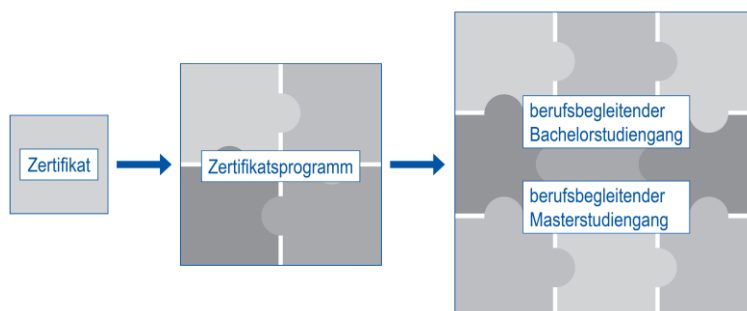 Zertifikat
Zertifikatsprogramm
berufsbegleitender
Bachelorstudiengang
berufsbegleitender
Masterstudiengang